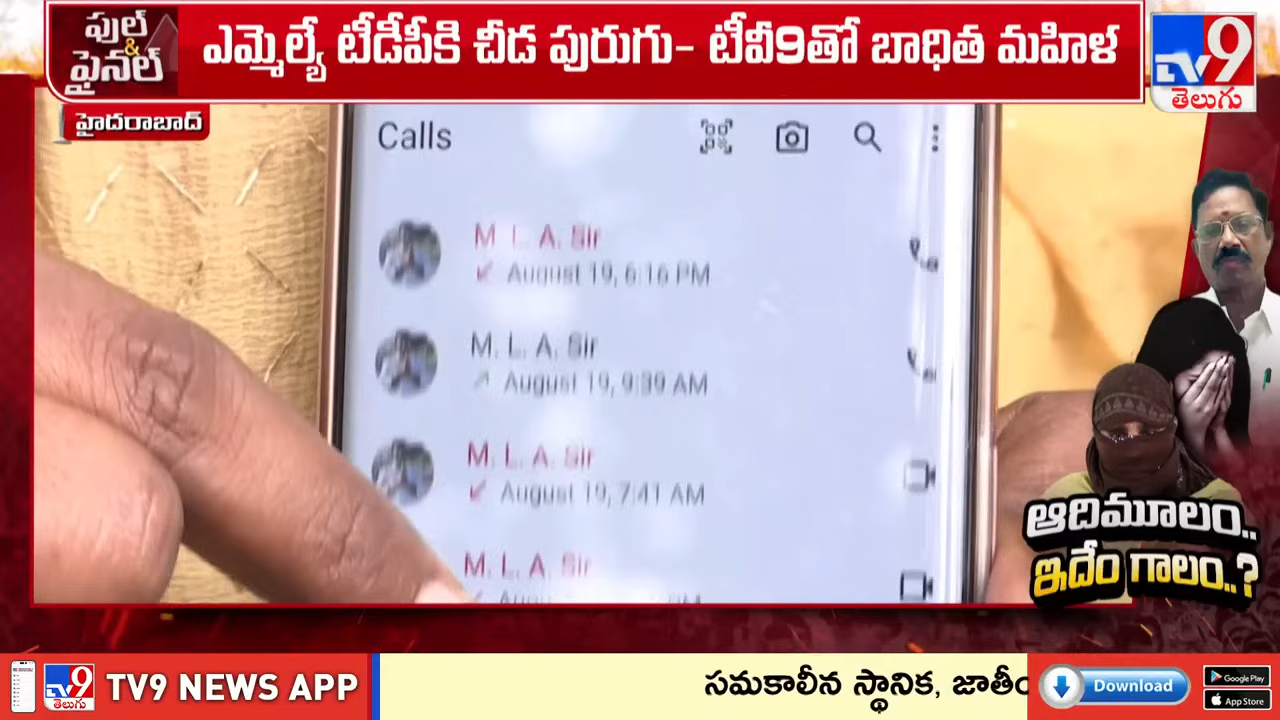 ఫుల్
&
ఫైనల్
ఎమ్మెల్యే టీడీపీకి చీడ పురుగు- టీవీ9తో బాధిత మహిళ
TV9
తెలుగు
హైదరాబాద్
Calls
M. L. A. Sir
August 19, 6:16 PM
M. L. A. Sir
August 19, 9:39 AM
M. L. A. Sir
August 19, 7:41 AM
M. L. A. Sir
ఆదిమూలం..
ఇదేం గాలం..?
TV9
తెలుగు
TV9 NEWS APP
సమకాలీన స్థానిక,
Download
Google Play
App Store